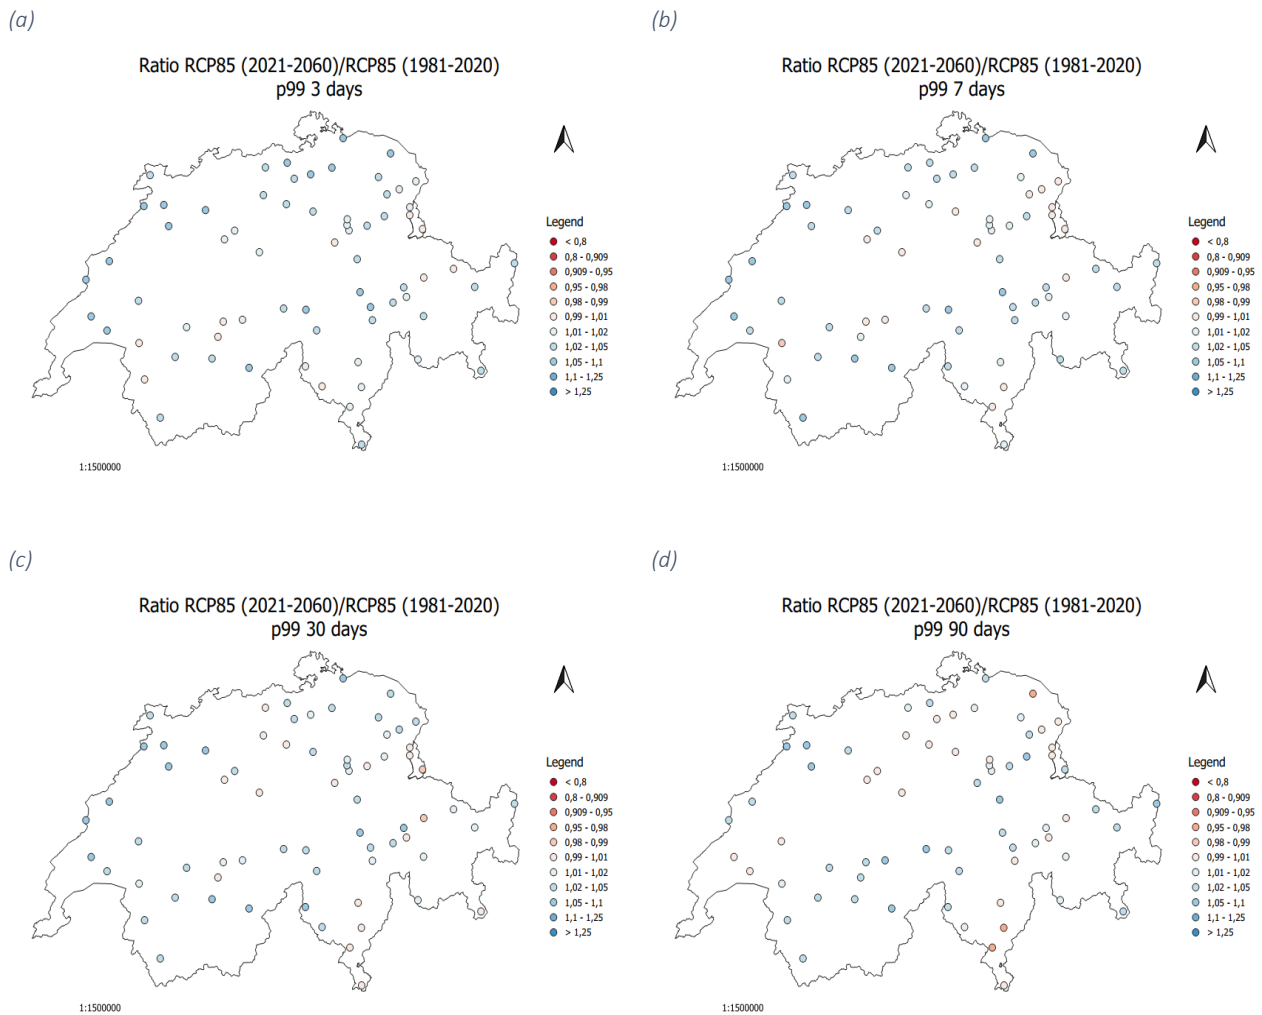 (a)
Ratio RCP85 (2021-2060)/RCP85 (1981-2020)
p99 3 days
Legend
< 0,8
0,8 - 0,909
0,909 - 0,95
0,95 - 0,98
0,98 - 0,99
0,99 - 1,01
1,01 - 1,02
1,02 - 1,05
1,05 - 1,1
1,1 - 1,25
> 1,25
1:1500000
(b)
Ratio RCP85 (2021-2060)/RCP85 (1981-2020)
p99 7 days
Legend
< 0,8
0,8 - 0,909
0,909 - 0,95
0,95 - 0,98
0,98 - 0,99
0,99 - 1,01
1,01 - 1,02
1,02 - 1,05
1,05 - 1,1
1,1 - 1,25
> 1,25
1:1500000
(c)
Ratio RCP85 (2021-2060)/RCP85 (1981-2020)
p99 30 days
Legend
< 0,8
0,8 - 0,909
0,909 - 0,95
0,95 - 0,98
0,98 - 0,99
0,99 - 1,01
1,01 - 1,02
1,02 - 1,05
1,05 - 1,1
1,1 - 1,25
> 1,25
1:1500000
(d)
Ratio RCP85 (2021-2060)/RCP85 (1981-2020)
p99 90 days
Legend
< 0,8
0,8 - 0,909
0,909 - 0,95
0,95 - 0,98
0,98 - 0,99
0,99 - 1,01
1,01 - 1,02
1,02 - 1,05
1,05 - 1,1
1,1 - 1,25
> 1,25
1:1500000